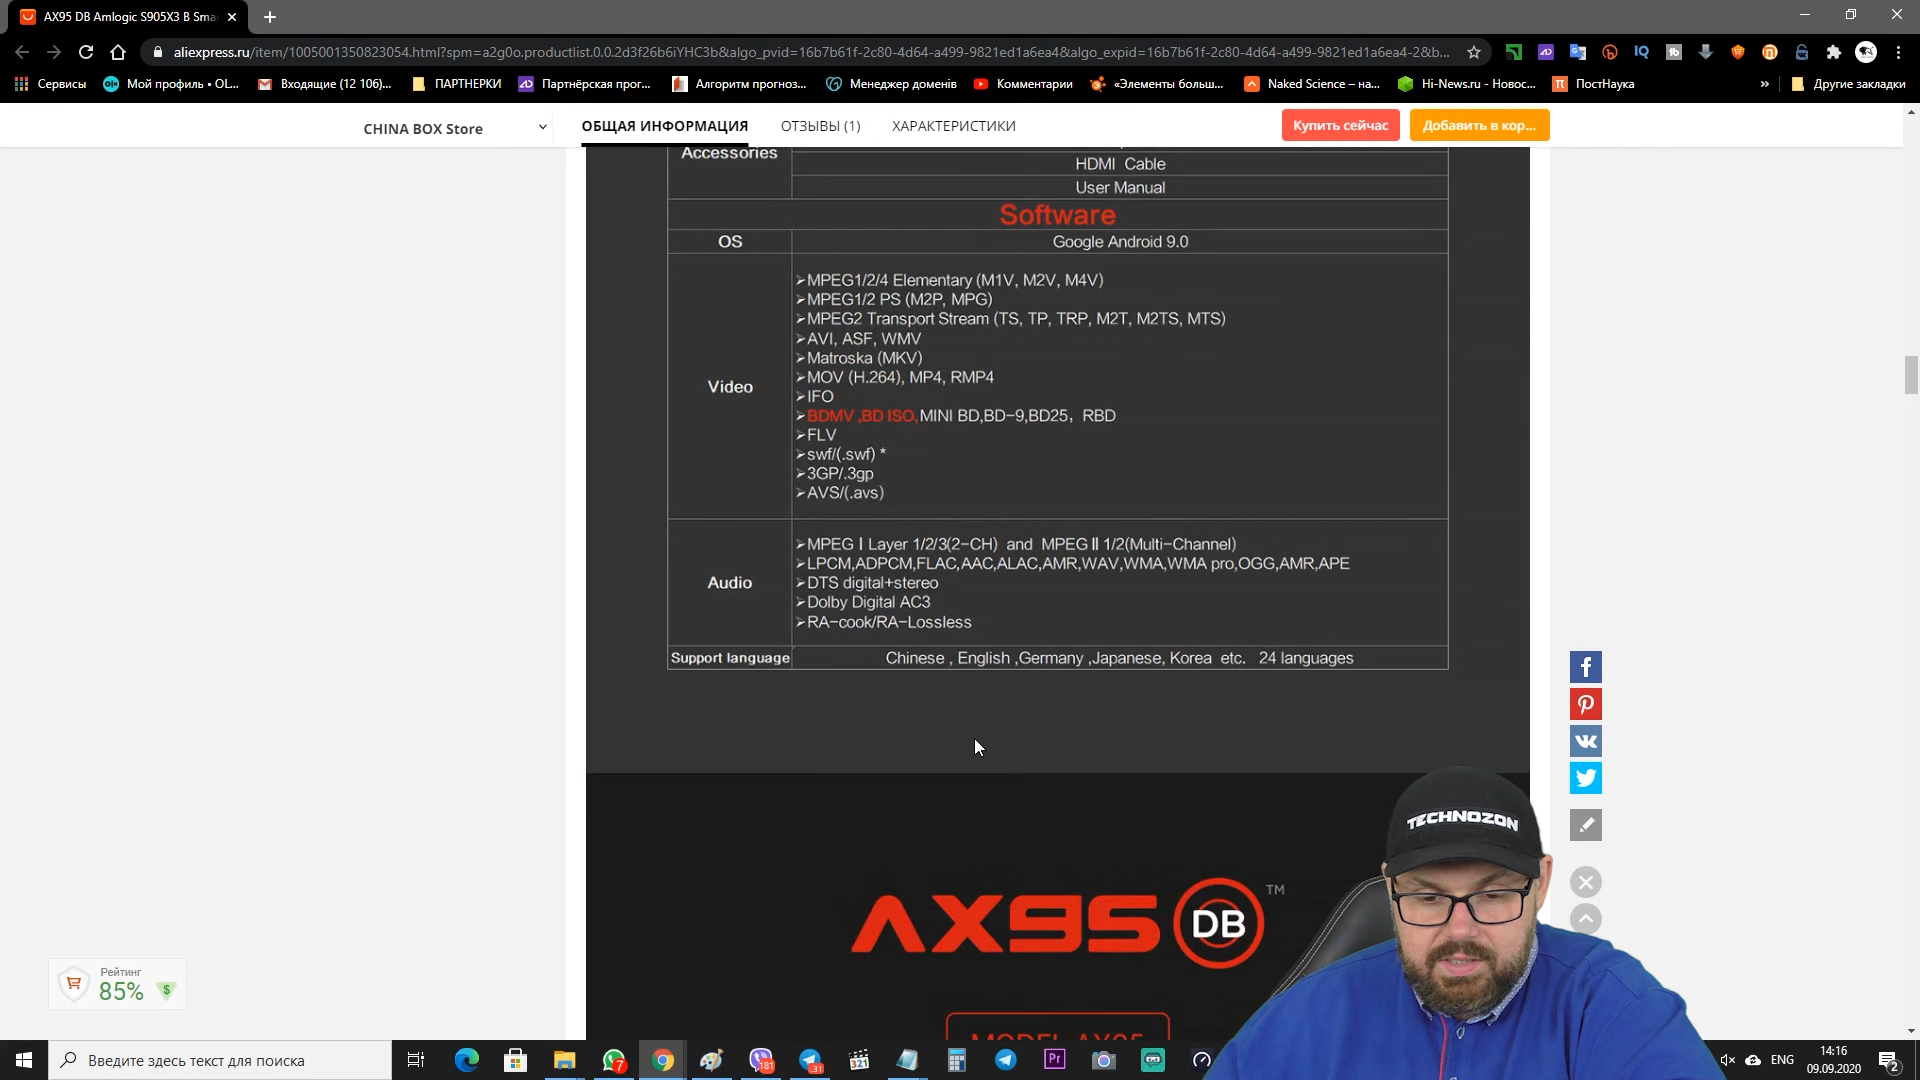 AX95 DB Amlogic S905X3 B Sma
aliexpress.ru/item/1005001350823054.html?spm=a2g0o.productlist.0.0.2d3f26b6iYHC3b&algo_pvid=16b7b61f-2c80-4d64-a499-9821ed1a6ea4&algo_expid=16b7b61f-2c80-4d64-a499-9821ed1a6ea4-2&b...
Сервисы
Мой профиль • OL...
Входящие (12 106)...
ПАРТНЕРКИ
Партнёрская прог...
Алгоритм прогноз...
Менеджер доменів
Комментарии
«Элементы больш...
Naked Science – на...
Hi-News.ru - Новос...
ПостНаука
»
Другие закладки
CHINA BOX Store
ОБЩАЯ ИНФОРМАЦИЯ
ОТЗЫВЫ (1)
ХАРАКТЕРИСТИКИ
Купить сейчас
Добавить в кор...
Accessories
HDMI Cable
User Manual
Software
OS
Google Android 9.0
Video
➢MPEG1/2/4 Elementary (M1V, M2V, M4V)
➢MPEG1/2 PS (M2P, MPG)
➢MPEG2 Transport Stream (TS, TP, TRP, M2T, M2TS, MTS)
➢AVI, ASF, WMV
➢Matroska (MKV)
➢MOV (H.264), MP4, RMP4
➢IFO
➢BDMV ,BD ISO,MINI BD,BD-9,BD25, RBD
➢FLV
➢swf/(.swf) *
➢3GP/.3gp
➢AVS/(.avs)
Audio
➢MPEG Ⅰ Layer 1/2/3(2-CH) and MPEG Ⅱ 1/2(Multi-Channel)
➢LPCM,ADPCM,FLAC,AAC,ALAC,AMR,WAV,WMA,WMA pro,OGG,AMR,APE
➢DTS digital+stereo
➢Dolby Digital AC3
➢RA-cook/RA-Lossless
Support language
Chinese , English ,Germany ,Japanese, Korea etc. 24 languages
AX95 DB ™
MODEL AX95
TECHNOZON
Рейтинг
85%
Введите здесь текст для поиска
7
181
31
321
Pr
ENG
14:16
09.09.2020
2